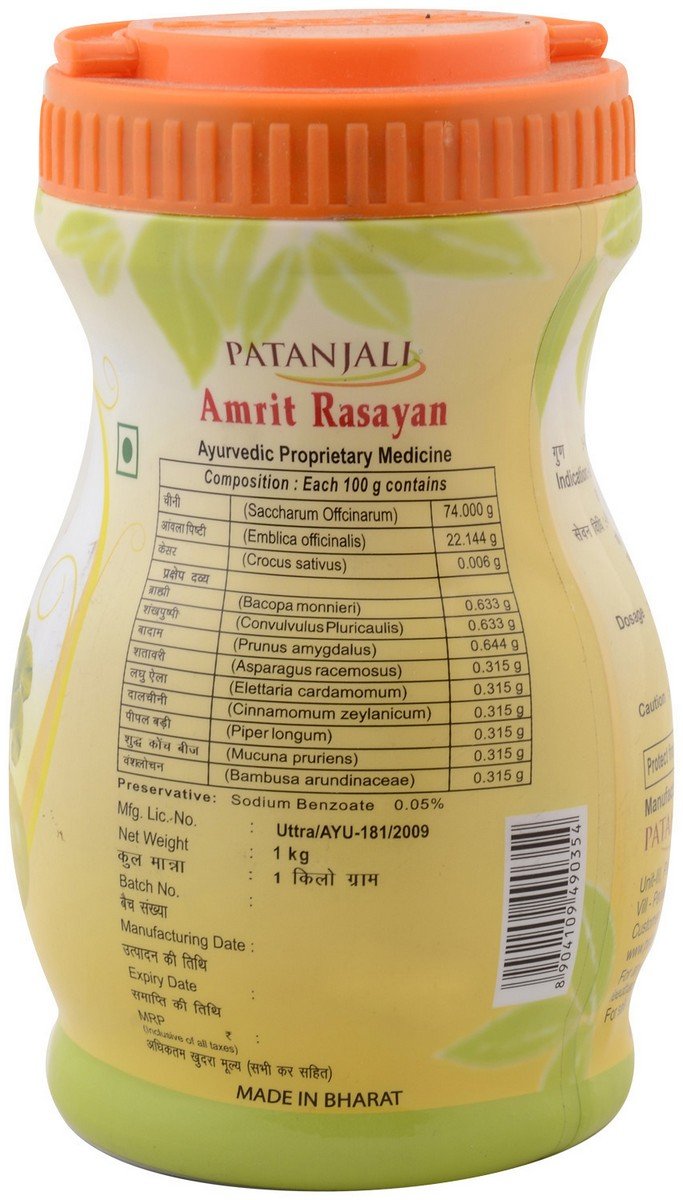 PATANJALI
Amrit Rasayan
Ayurvedic Proprietary Medicine
Composition : Each 100 g contains
चीनी (Saccharum Offcinarum) 74.000 g
आंवला पिष्टी (Emblica officinalis) 22.144 g
केसर (Crocus sativus) 0.006 g
प्रक्षेप द्रव्य
ब्राह्मी (Bacopa monnieri) 0.633 g
शंखपुष्पी (Convulvulus Pluricaulis) 0.633 g
बादाम (Prunus amygdalus) 0.644 g
शतावरी (Asparagus racemosus) 0.315 g
लघु ऐला (Elettaria cardamomum) 0.315 g
दालचीनी (Cinnamomum zeylanicum) 0.315 g
पीपल बड़ी (Piper longum) 0.315 g
शुद्ध कोंच बीज (Mucuna pruriens) 0.315 g
वंशलोचन (Bambusa arundinaceae) 0.315 g
Preservative: Sodium Benzoate 0.05%
Mfg. Lic. No. : Uttra/AYU-181/2009
Net Weight : 1 kg
कुल मात्रा : 1 किलो ग्राम
Batch No. :
बैच संख्या
Manufacturing Date :
उत्पादन की तिथि
Expiry Date :
समाप्ति की तिथि
MRP ₹ :
(Inclusive of all taxes)
अधिकतम खुदरा मूल्य (सभी कर सहित)
MADE IN BHARAT
8 904109 490354
गुण
Indication
सेवन विधि
Dosage
Caution